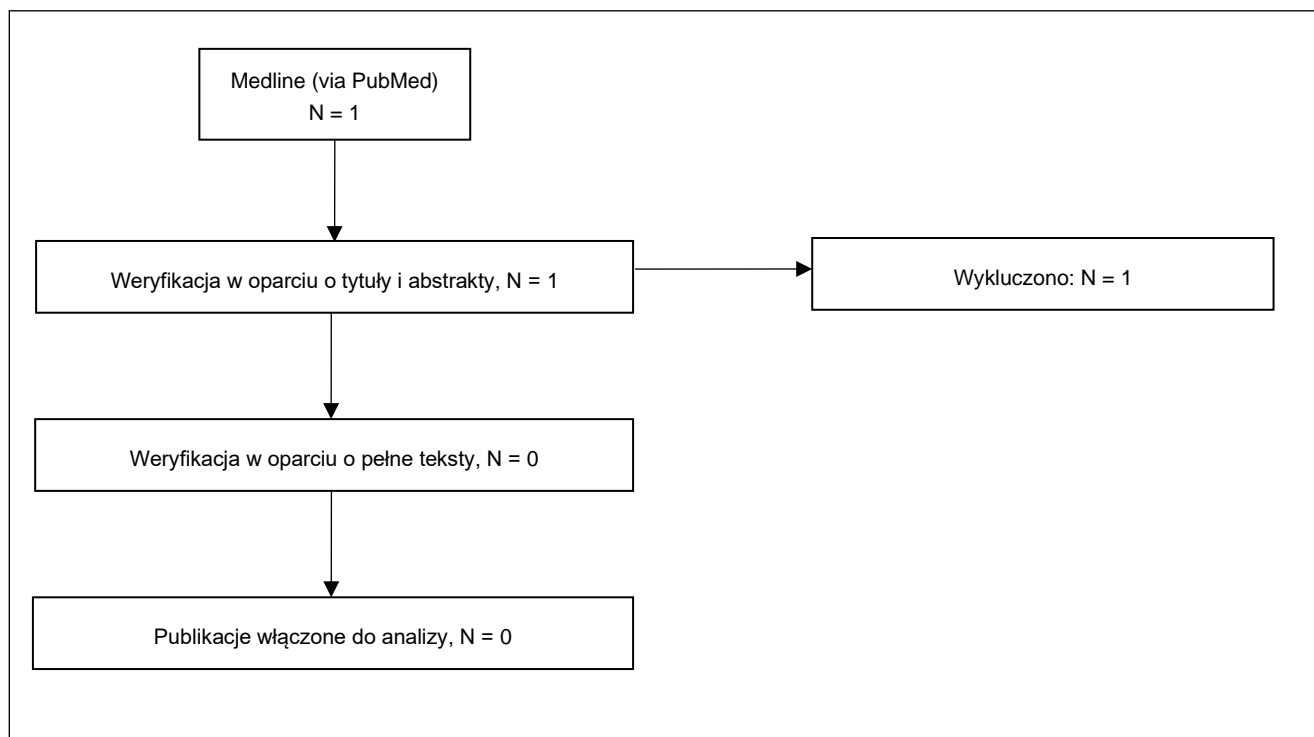 Medline (via PubMed)
N = 1
Weryfikacja w oparciu o tytuły i abstrakty, N = 1
Wykluczono: N = 1
Weryfikacja w oparciu o pełne teksty, N = 0
Publikacje włączone do analizy, N = 0